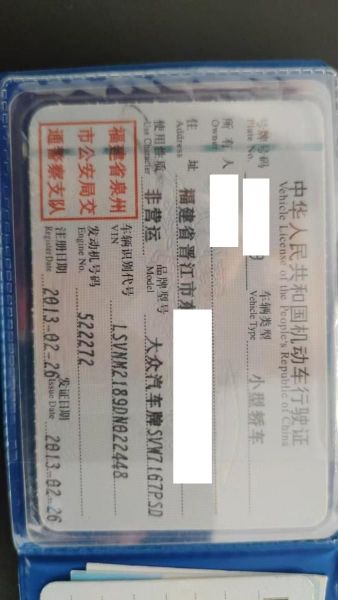 中华人民共和国机动车行驶证
Vehicle License of the People's Republic of China
号牌号码 9 车辆类型 小型轿车
Plate No. Vehicle Type
所有人
Owner
住址 福建省晋江市
Address
使用性质 非营运 品牌型号 大众汽车牌SVW7167PSD
Use Character Model
福建省泉州市公安局交通警察支队
车辆识别代号 LSVNM2189DN022448
VIN
发动机号码 522272
Engine No.
注册日期 2013-02-26 发证日期 2013-02-26
Register Date Issue Date